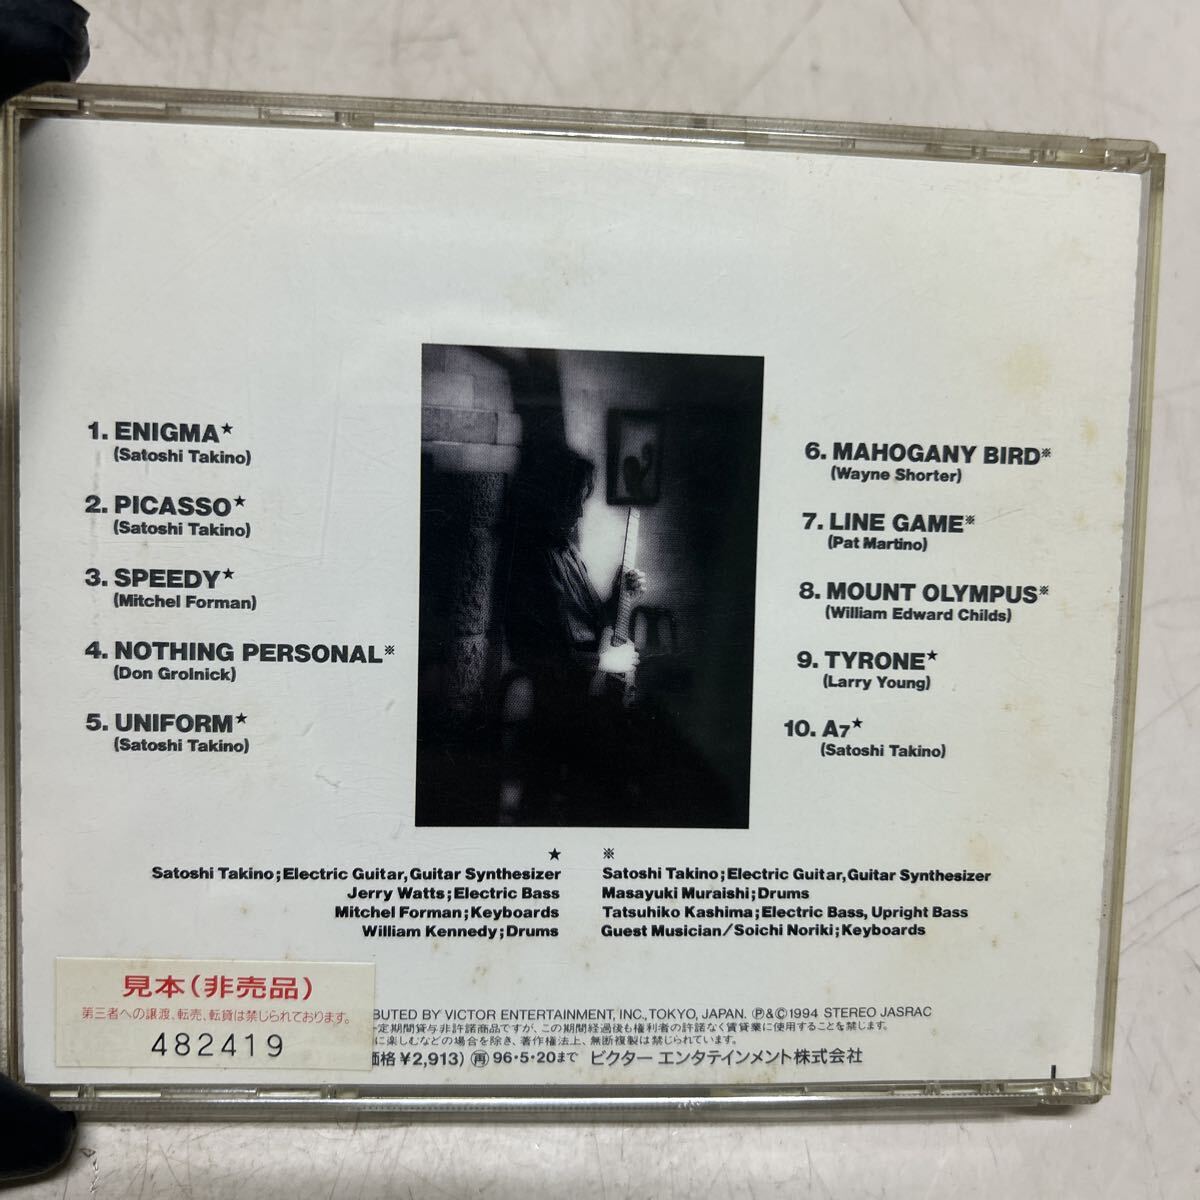 1. ENIGMA★
(Satoshi Takino)
2. PICASSO★
(Satoshi Takino)
3. SPEEDY★
(Mitchel Forman)
4. NOTHING PERSONAL※
(Don Grolnick)
5. UNIFORM★
(Satoshi Takino)
6. MAHOGANY BIRD※
(Wayne Shorter)
7. LINE GAME※
(Pat Martino)
8. MOUNT OLYMPUS※
(William Edward Childs)
9. TYRONE★
(Larry Young)
10. A7★
(Satoshi Takino)
★
Satoshi Takino;Electric Guitar,Guitar Synthesizer
Jerry Watts;Electric Bass
Mitchel Forman;Keyboards
William Kennedy;Drums
※
Satoshi Takino;Electric Guitar,Guitar Synthesizer
Masayuki Muraishi;Drums
Tatsuhiko Kashima;Electric Bass, Upright Bass
Guest Musician/Soichi Noriki;Keyboards
見本(非売品)
第三者への譲渡、転売、転貸は禁じられております。
482419
BUTED BY VICTOR ENTERTAINMENT, INC.,TOKYO, JAPAN. Ⓟ&©1994 STEREO JASRAC
一定期間貸与非許諾商品ですが、この期間経過後も権利者の許諾なく賃貸業に使用することを禁じます。
に楽しむなどの場合を除き、著作権法上、無断複製は禁じられています。
価格¥2,913) ㊢96・5・20まで ビクター エンタテインメント株式会社